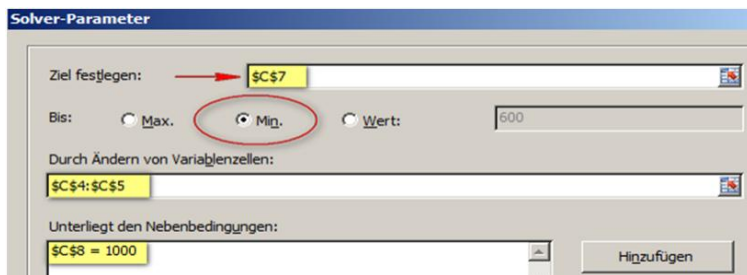 Solver-Parameter
Ziel festlegen: $C$7
Bis: Max. Min. Wert: 600
Durch Ändern von Variablenzellen:
$C$4:$C$5
Unterliegt den Nebenbedingungen:
$C$8 = 1000
Hinzufügen